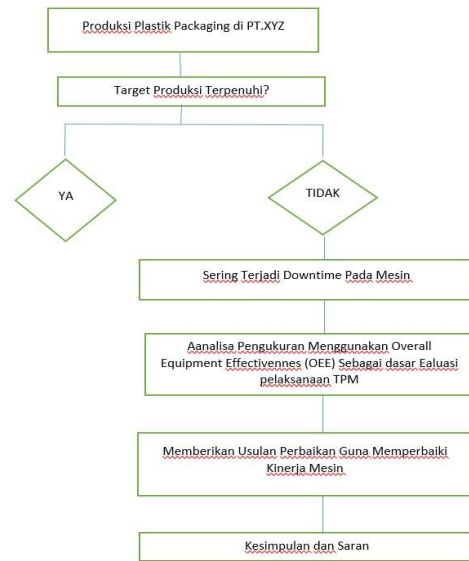 Produksi Plastik Packaging di PT.XYZ
Target Produksi Terpenuhi?
YA
TIDAK
Sering Terjadi Downtime Pada Mesin
Aanalisa Pengukuran Menggunakan Overall
Equipment Effectivennes (OEE) Sebagai dasar Ealuasi
pelaksanaan TPM
Memberikan Usulan Perbaikan Guna Memperbaiki
Kinerja Mesin
Kesimpulan dan Saran